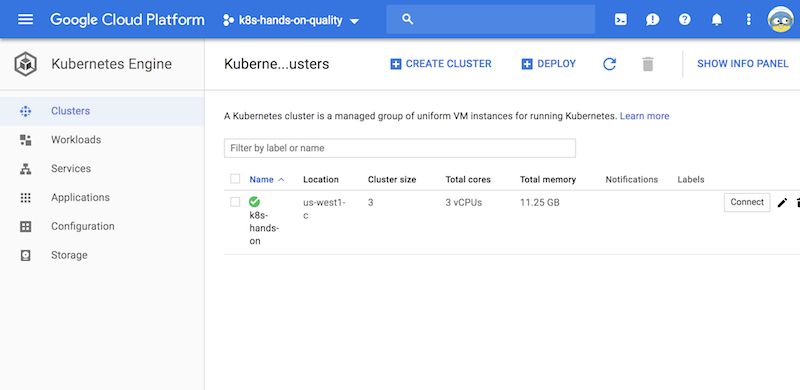 Google Cloud Platform k8s-hands-on-quality
Kubernetes Engine
Kuberne...usters CREATE CLUSTER DEPLOY SHOW INFO PANEL
Clusters
Workloads
Services
Applications
Configuration
Storage
A Kubernetes cluster is a managed group of uniform VM instances for running Kubernetes. Learn more
Filter by label or name
Name Location Cluster size Total cores Total memory Notifications Labels
k8s-hands-on us-west1-c 3 3 vCPUs 11.25 GB Connect